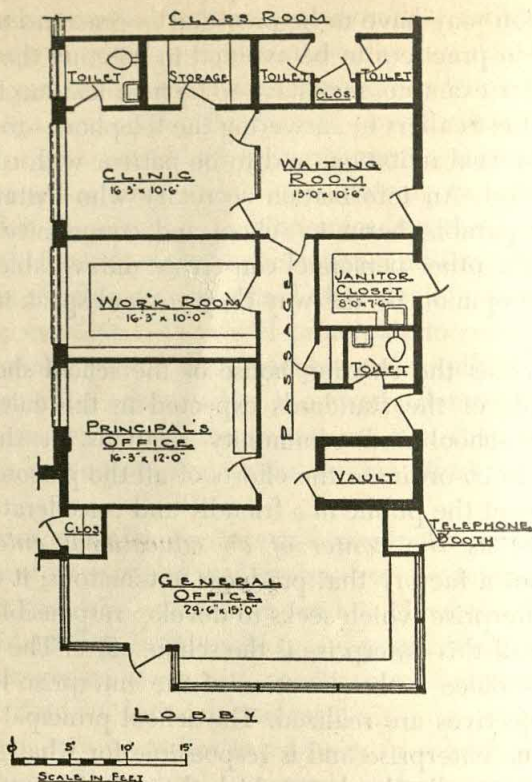 CLASS ROOM
TOILET
STORAGE
TOILET
CLOS
TOILET
CLINIC
16'-3" x 10'-6"
WAITING
ROOM
13'-0" x 10'-6"
WORK ROOM
16'-3" x 10'-0"
JANITOR
CLOSET
8'-6"
PASSAGE
TOILET
PRINCIPAL'S
OFFICE
16'-3" x 12'-0"
VAULT
CLOS.
TELEPHONE
BOOTH
GENERAL
OFFICE
29'-6" x 15'-0"
LOBBY
0 5' 10' 15'
SCALE IN FEET